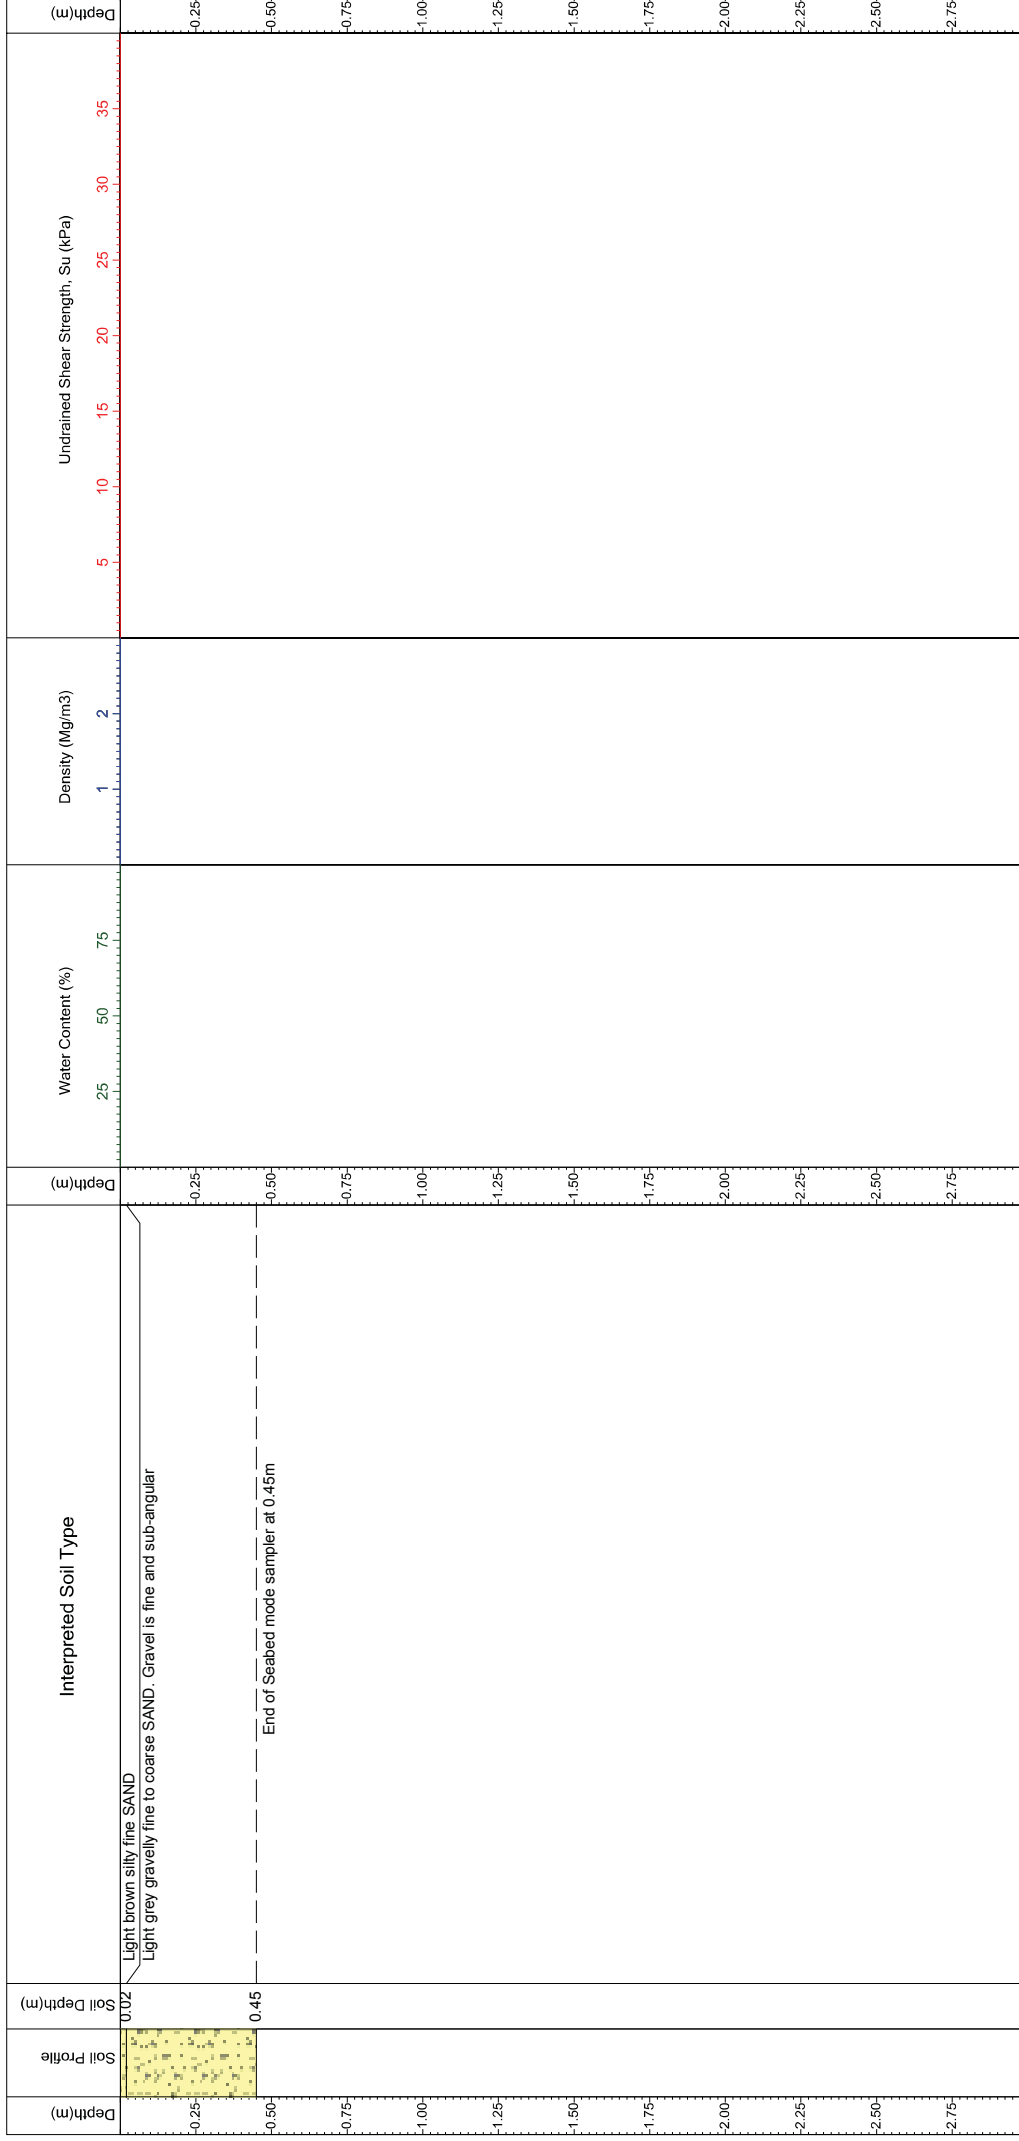 Depth(m)
Soil Profile
Soil Depth(m)
Interpreted Soil Type
Depth(m)
Water Content (%)
Density (Mg/m3)
Undrained Shear Strength, Su (kPa)
Depth(m)
25 50 75
1 2
5 10 15 20 25 30 35
0.02
Light brown silty fine SAND
Light grey gravelly fine to coarse SAND. Gravel is fine and sub-angular
0.45
End of Seabed mode sampler at 0.45m
0.25 0.25 0.25
0.50 0.50 0.50
0.75 0.75 0.75
1.00 1.00 1.00
1.25 1.25 1.25
1.50 1.50 1.50
1.75 1.75 1.75
2.00 2.00 2.00
2.25 2.25 2.25
2.50 2.50 2.50
2.75 2.75 2.75